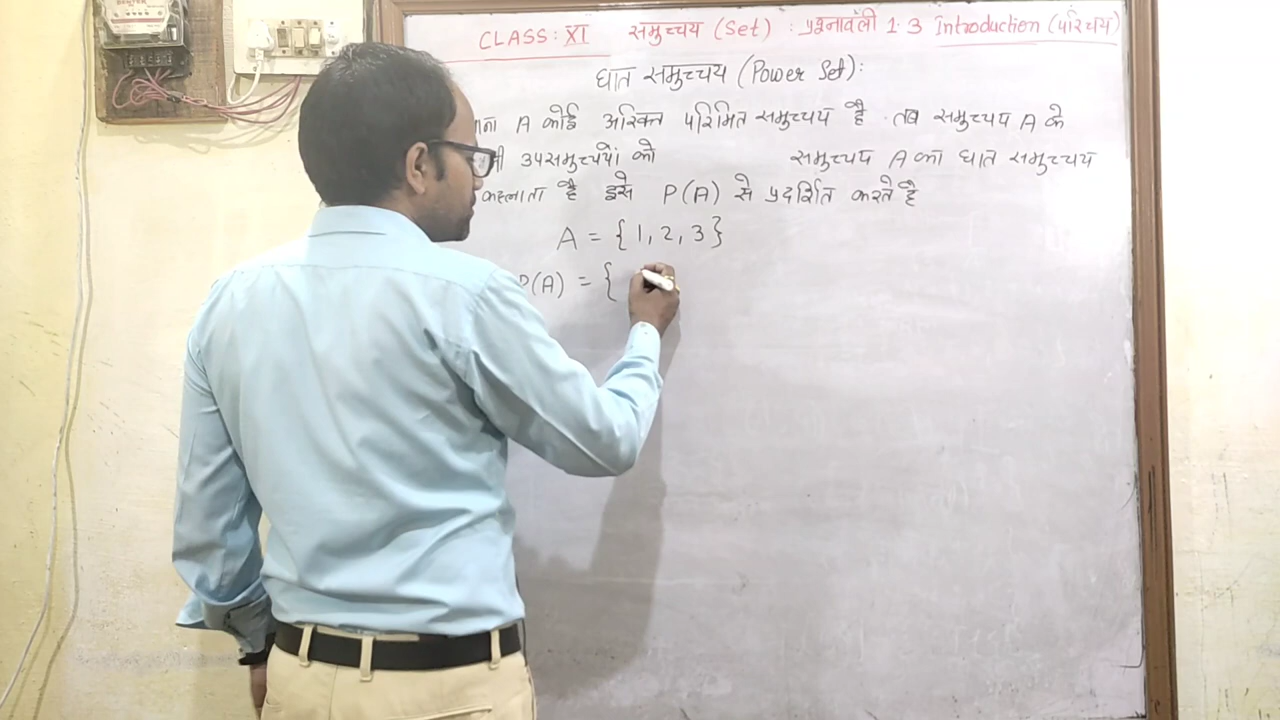 CLASS: XI समुच्चय (Set) : प्रश्नावली 1.3 Introduction (परिचय)
घात समुच्चय (Power Set):
A कोई अरिक्त परिमित समुच्चय है . तब समुच्चय A के
उपसमुच्चयों को समुच्चय A का घात समुच्चय
कहलाता है इसे P(A) से प्रदर्शित करते है
A = {1, 2, 3}
P(A) = {